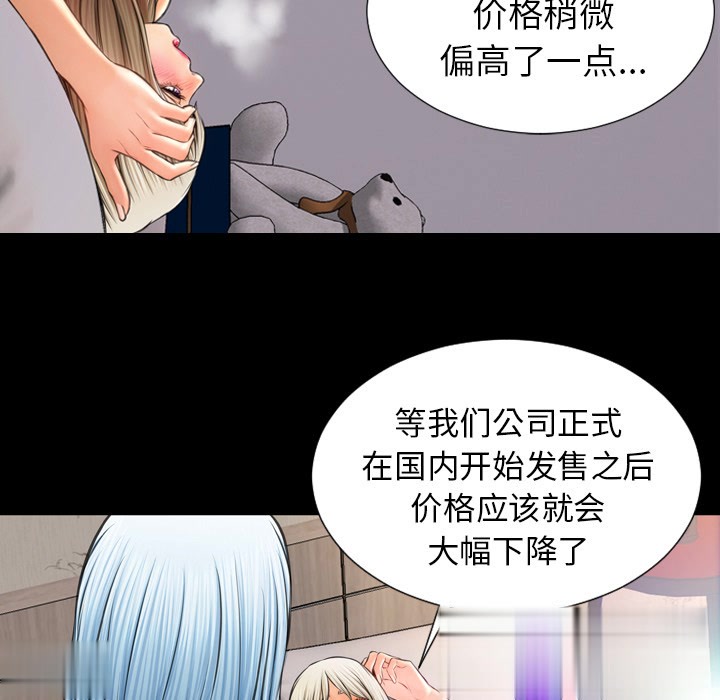 价格稍微
偏高了一点...
等我们公司正式
在国内开始发售之后
价格应该就会
大幅下降了